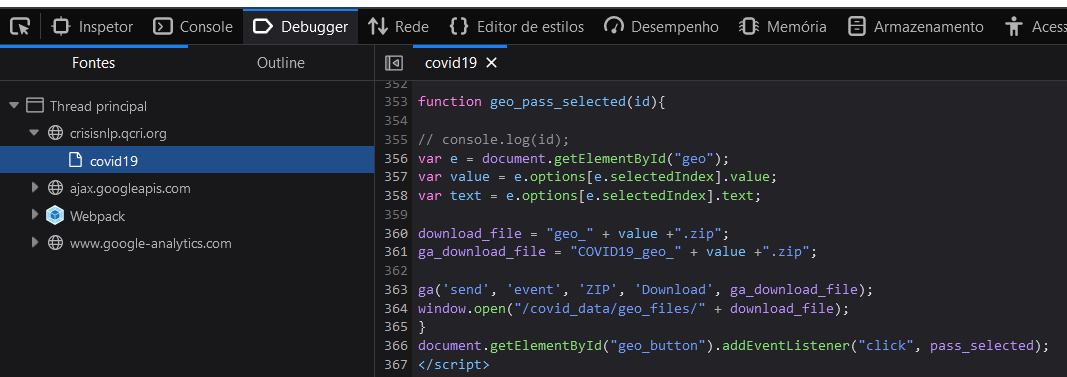 Inspetor Console Debugger Rede Editor de estilos Desempenho Memória Armazenamento Aces
Fontes Outline covid19
Thread principal
crisisnlp.qcri.org
covid19
ajax.googleapis.com
Webpack
www.google-analytics.com
352
353 function geo_pass_selected(id){
354
355 // console.log(id);
356 var e = document.getElementById("geo");
357 var value = e.options[e.selectedIndex].value;
358 var text = e.options[e.selectedIndex].text;
359
360 download_file = "geo_" + value +".zip";
361 ga_download_file = "COVID19_geo_" + value +".zip";
362
363 ga('send', 'event', 'ZIP', 'Download', ga_download_file);
364 window.open("/covid_data/geo_files/" + download_file);
365 }
366 document.getElementById("geo_button").addEventListener("click", pass_selected);
367 </script>